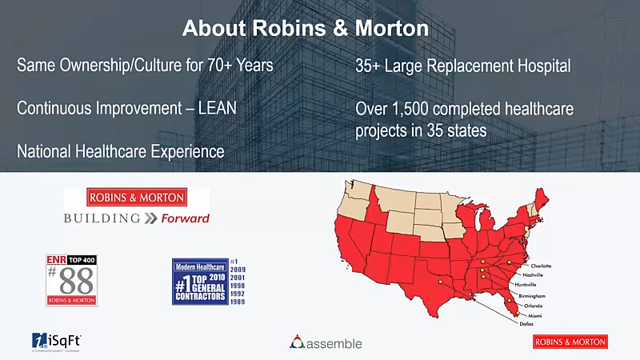 About Robins & Morton
Same Ownership/Culture for 70+ Years
Continuous Improvement – LEAN
National Healthcare Experience
35+ Large Replacement Hospital
Over 1,500 completed healthcare
projects in 35 states
ROBINS & MORTON
BUILDING Forward
ENR TOP 400
#88
ROBINS & MORTON
Modern Healthcare
#1 TOP 2010
GENERAL
CONTRACTORS
#1
2009
2001
1998
1992
1989
Charlotte
Nashville
Huntsville
Birmingham
Orlando
Miami
Dallas
iSqFt
assemble
ROBINS & MORTON